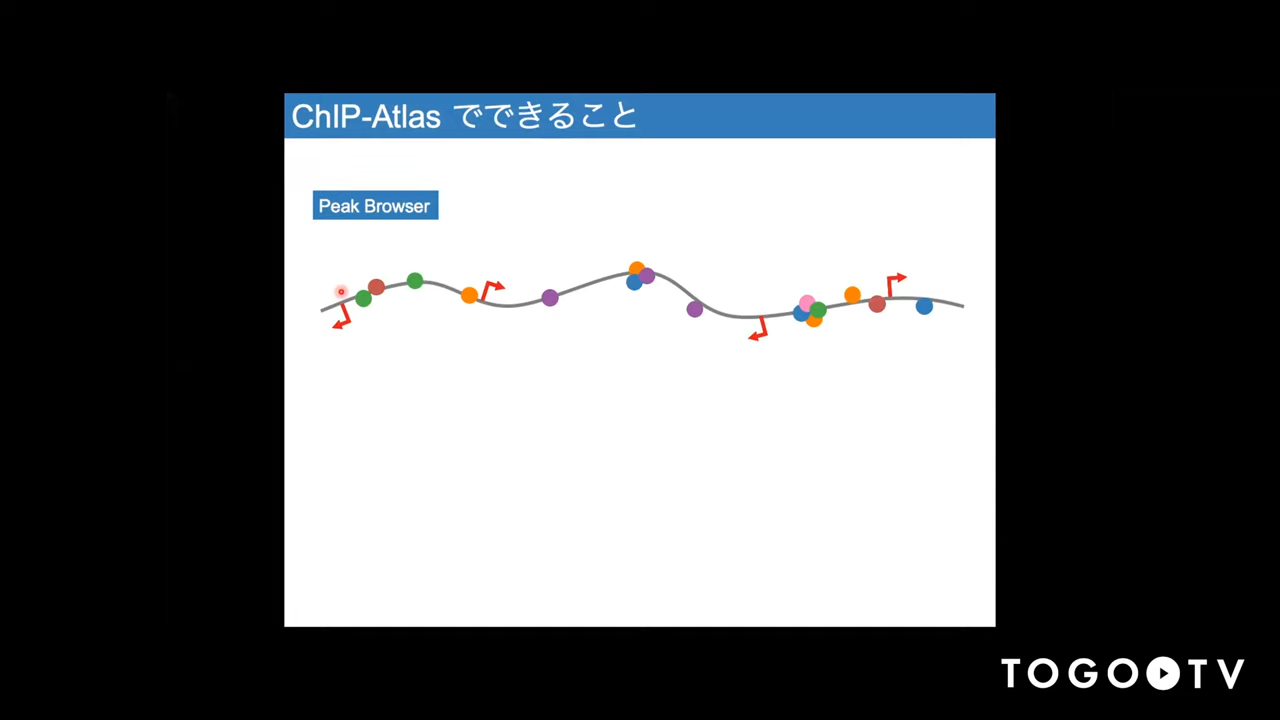 ChIP-Atlas でできること
Peak Browser
TOGO TV